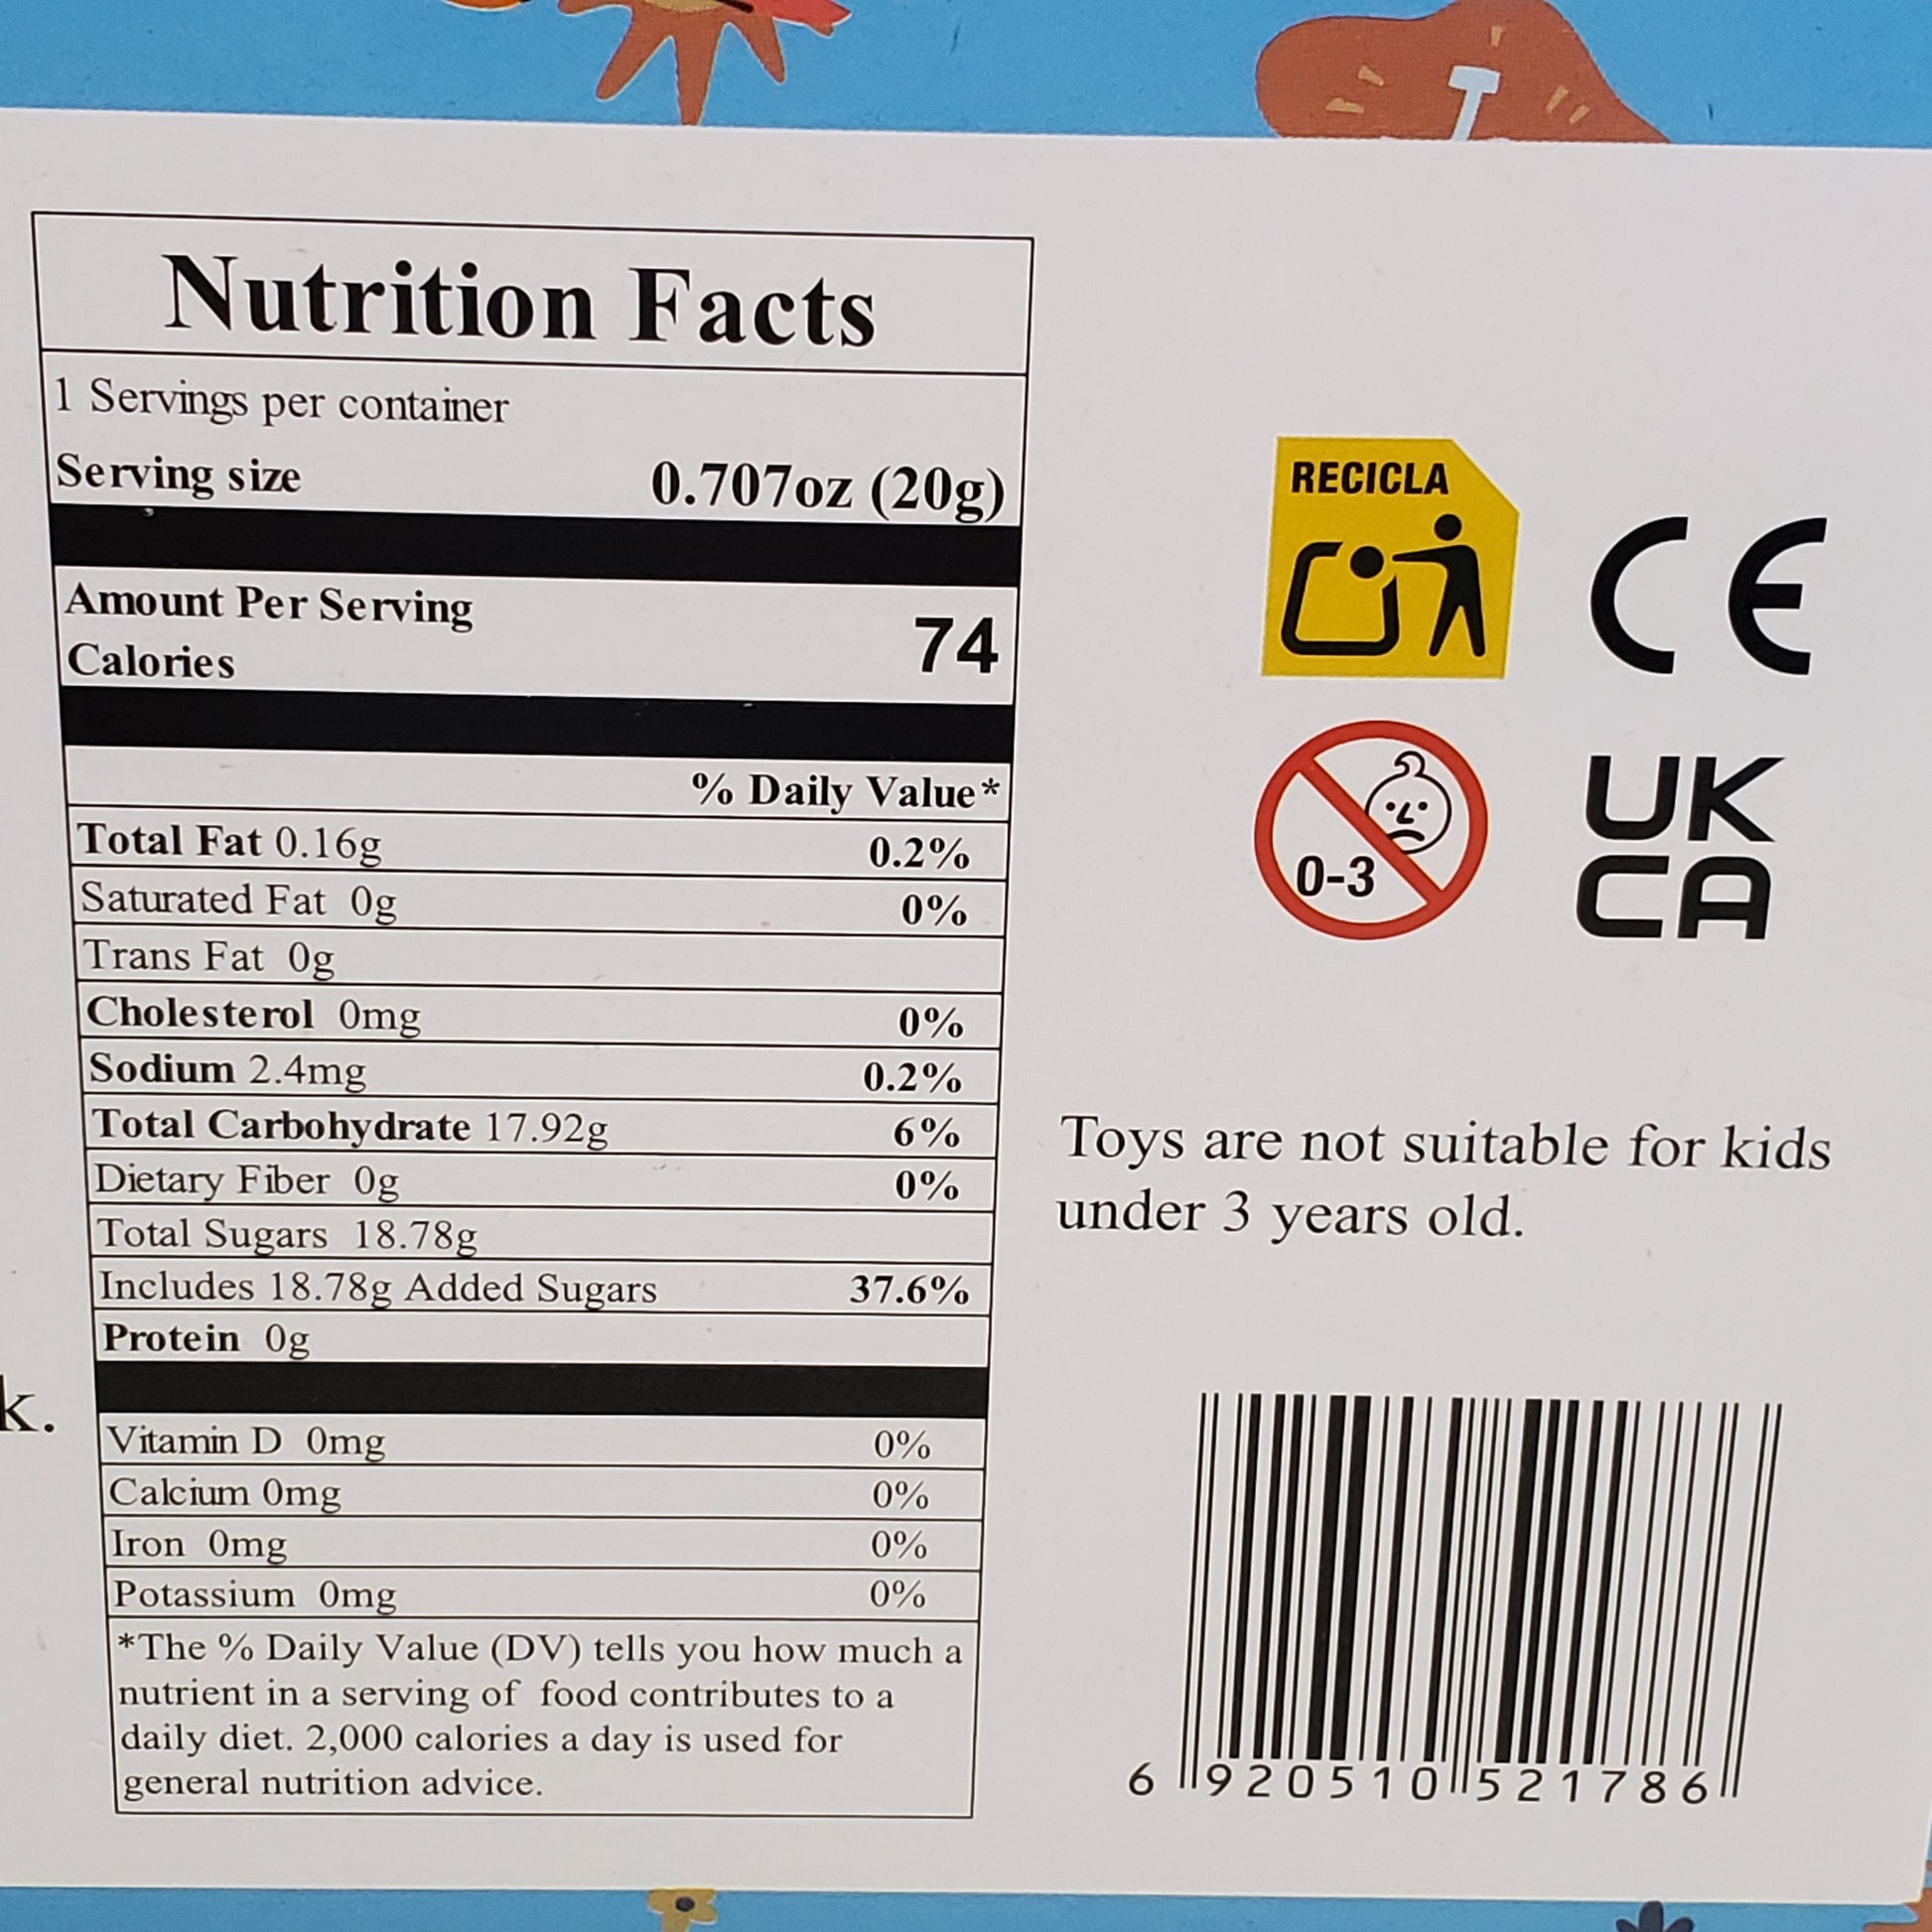 Nutrition Facts
1 Servings per container
Serving size 0.707oz (20g)
Amount Per Serving
Calories 74
% Daily Value*
Total Fat 0.16g 0.2%
Saturated Fat 0g 0%
Trans Fat 0g
Cholesterol 0mg 0%
Sodium 2.4mg 0.2%
Total Carbohydrate 17.92g 6%
Dietary Fiber 0g 0%
Total Sugars 18.78g
Includes 18.78g Added Sugars 37.6%
Protein 0g
k.
Vitamin D 0mg 0%
Calcium 0mg 0%
Iron 0mg 0%
Potassium 0mg 0%
*The % Daily Value (DV) tells you how much a
nutrient in a serving of food contributes to a
daily diet. 2,000 calories a day is used for
general nutrition advice.
RECICLA
CE
0-3
UK
CA
Toys are not suitable for kids
under 3 years old.
6 920510 521786